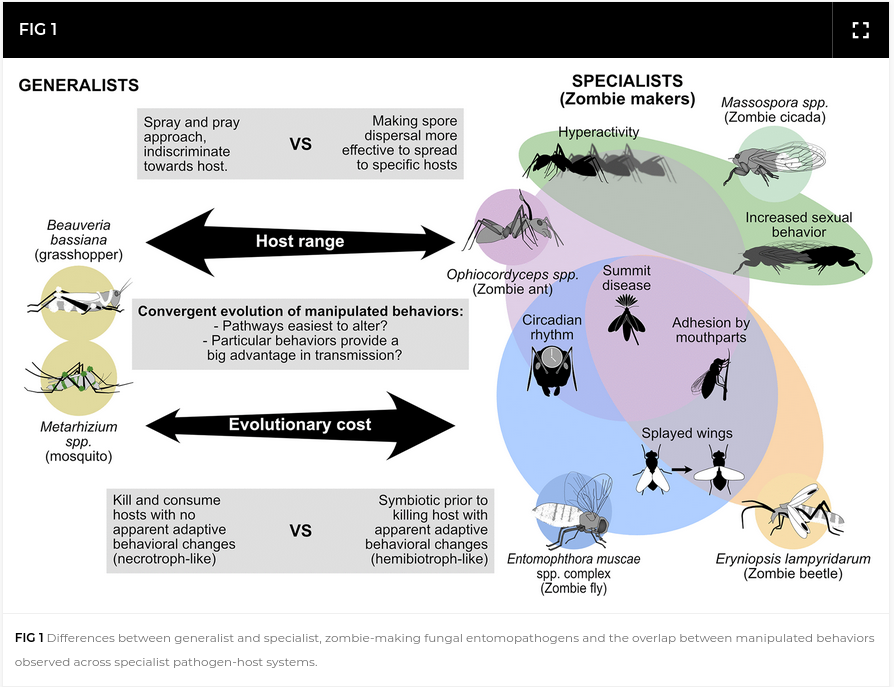 FIG 1
GENERALISTS
SPECIALISTS
(Zombie makers)
Spray and pray
approach,
indiscriminate
towards host.
VS
Making spore
dispersal more
effective to spread
to specific hosts
Hyperactivity
Massospora spp.
(Zombie cicada)
Beauveria
bassiana
(grasshopper)
Host range
Increased sexual
behavior
Ophiocordyceps spp.
(Zombie ant)
Summit
disease
Convergent evolution of manipulated behaviors:
- Pathways easiest to alter?
- Particular behaviors provide a
big advantage in transmission?
Circadian
rhythm
Adhesion by
mouthparts
Metarhizium
spp.
(mosquito)
Evolutionary cost
Splayed wings
Kill and consume
hosts with no
apparent adaptive
behavioral changes
(necrotroph-like)
VS
Symbiotic prior to
killing host with
apparent adaptive
behavioral changes
(hemibiotroph-like)
Entomophthora muscae
spp. complex
(Zombie fly)
Eryniopsis lampyridarum
(Zombie beetle)
FIG 1 Differences between generalist and specialist, zombie-making fungal entomopathogens and the overlap between manipulated behaviors
observed across specialist pathogen-host systems.